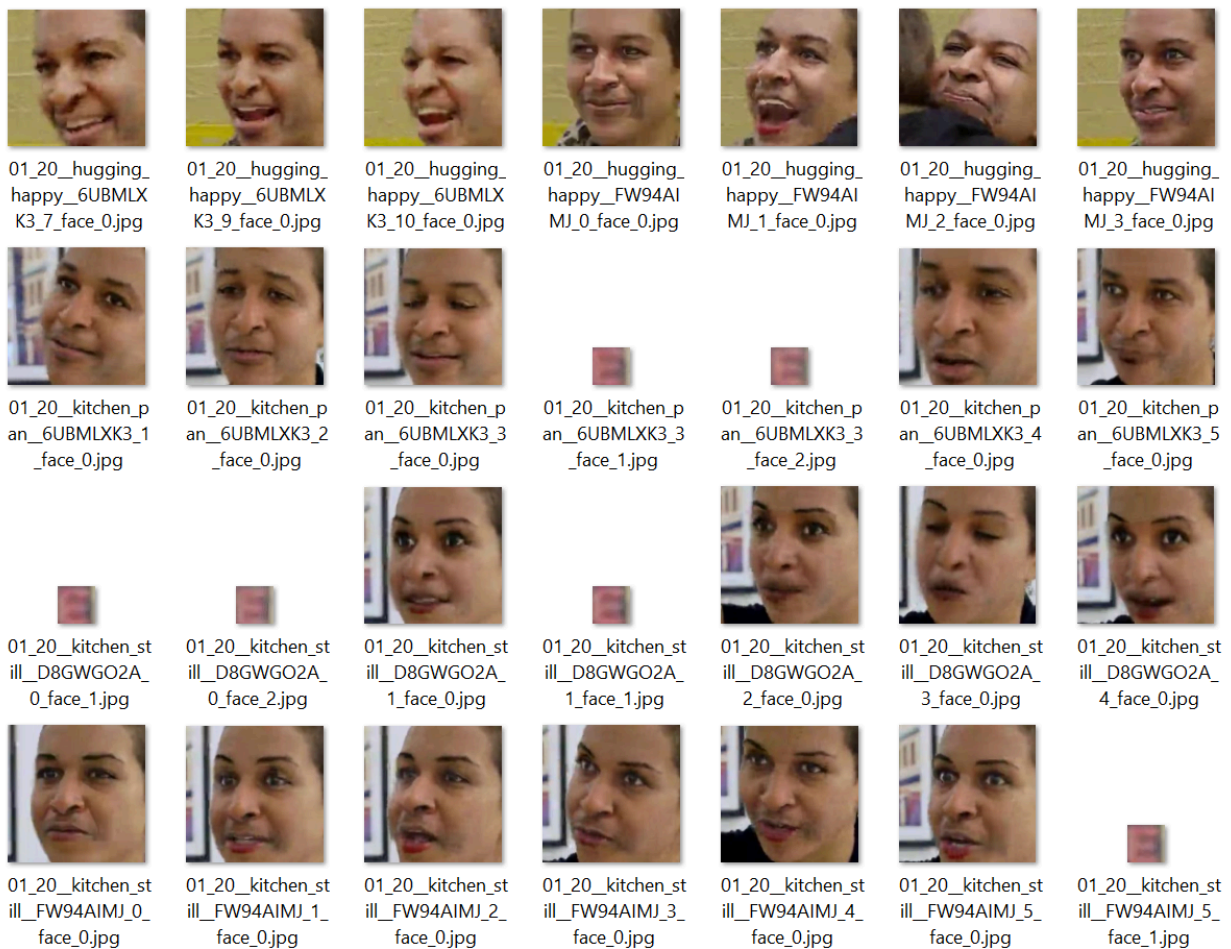 01_20__hugging_
happy__6UBMLX
K3_7_face_0.jpg
01_20__hugging_
happy__6UBMLX
K3_9_face_0.jpg
01_20__hugging_
happy__6UBMLX
K3_10_face_0.jpg
01_20__hugging_
happy__FW94AI
MJ_0_face_0.jpg
01_20__hugging_
happy__FW94AI
MJ_1_face_0.jpg
01_20__hugging_
happy__FW94AI
MJ_2_face_0.jpg
01_20__hugging_
happy__FW94AI
MJ_3_face_0.jpg
01_20__kitchen_p
an__6UBMLXK3_1
_face_0.jpg
01_20__kitchen_p
an__6UBMLXK3_2
_face_0.jpg
01_20__kitchen_p
an__6UBMLXK3_3
_face_0.jpg
01_20__kitchen_p
an__6UBMLXK3_3
_face_1.jpg
01_20__kitchen_p
an__6UBMLXK3_3
_face_2.jpg
01_20__kitchen_p
an__6UBMLXK3_4
_face_0.jpg
01_20__kitchen_p
an__6UBMLXK3_5
_face_0.jpg
01_20__kitchen_st
ill__D8GWGO2A_
0_face_1.jpg
01_20__kitchen_st
ill__D8GWGO2A_
0_face_2.jpg
01_20__kitchen_st
ill__D8GWGO2A_
1_face_0.jpg
01_20__kitchen_st
ill__D8GWGO2A_
1_face_1.jpg
01_20__kitchen_st
ill__D8GWGO2A_
2_face_0.jpg
01_20__kitchen_st
ill__D8GWGO2A_
3_face_0.jpg
01_20__kitchen_st
ill__D8GWGO2A_
4_face_0.jpg
01_20__kitchen_st
ill__FW94AIMJ_0_
face_0.jpg
01_20__kitchen_st
ill__FW94AIMJ_1_
face_0.jpg
01_20__kitchen_st
ill__FW94AIMJ_2_
face_0.jpg
01_20__kitchen_st
ill__FW94AIMJ_3_
face_0.jpg
01_20__kitchen_st
ill__FW94AIMJ_4_
face_0.jpg
01_20__kitchen_st
ill__FW94AIMJ_5_
face_0.jpg
01_20__kitchen_st
ill__FW94AIMJ_5_
face_1.jpg